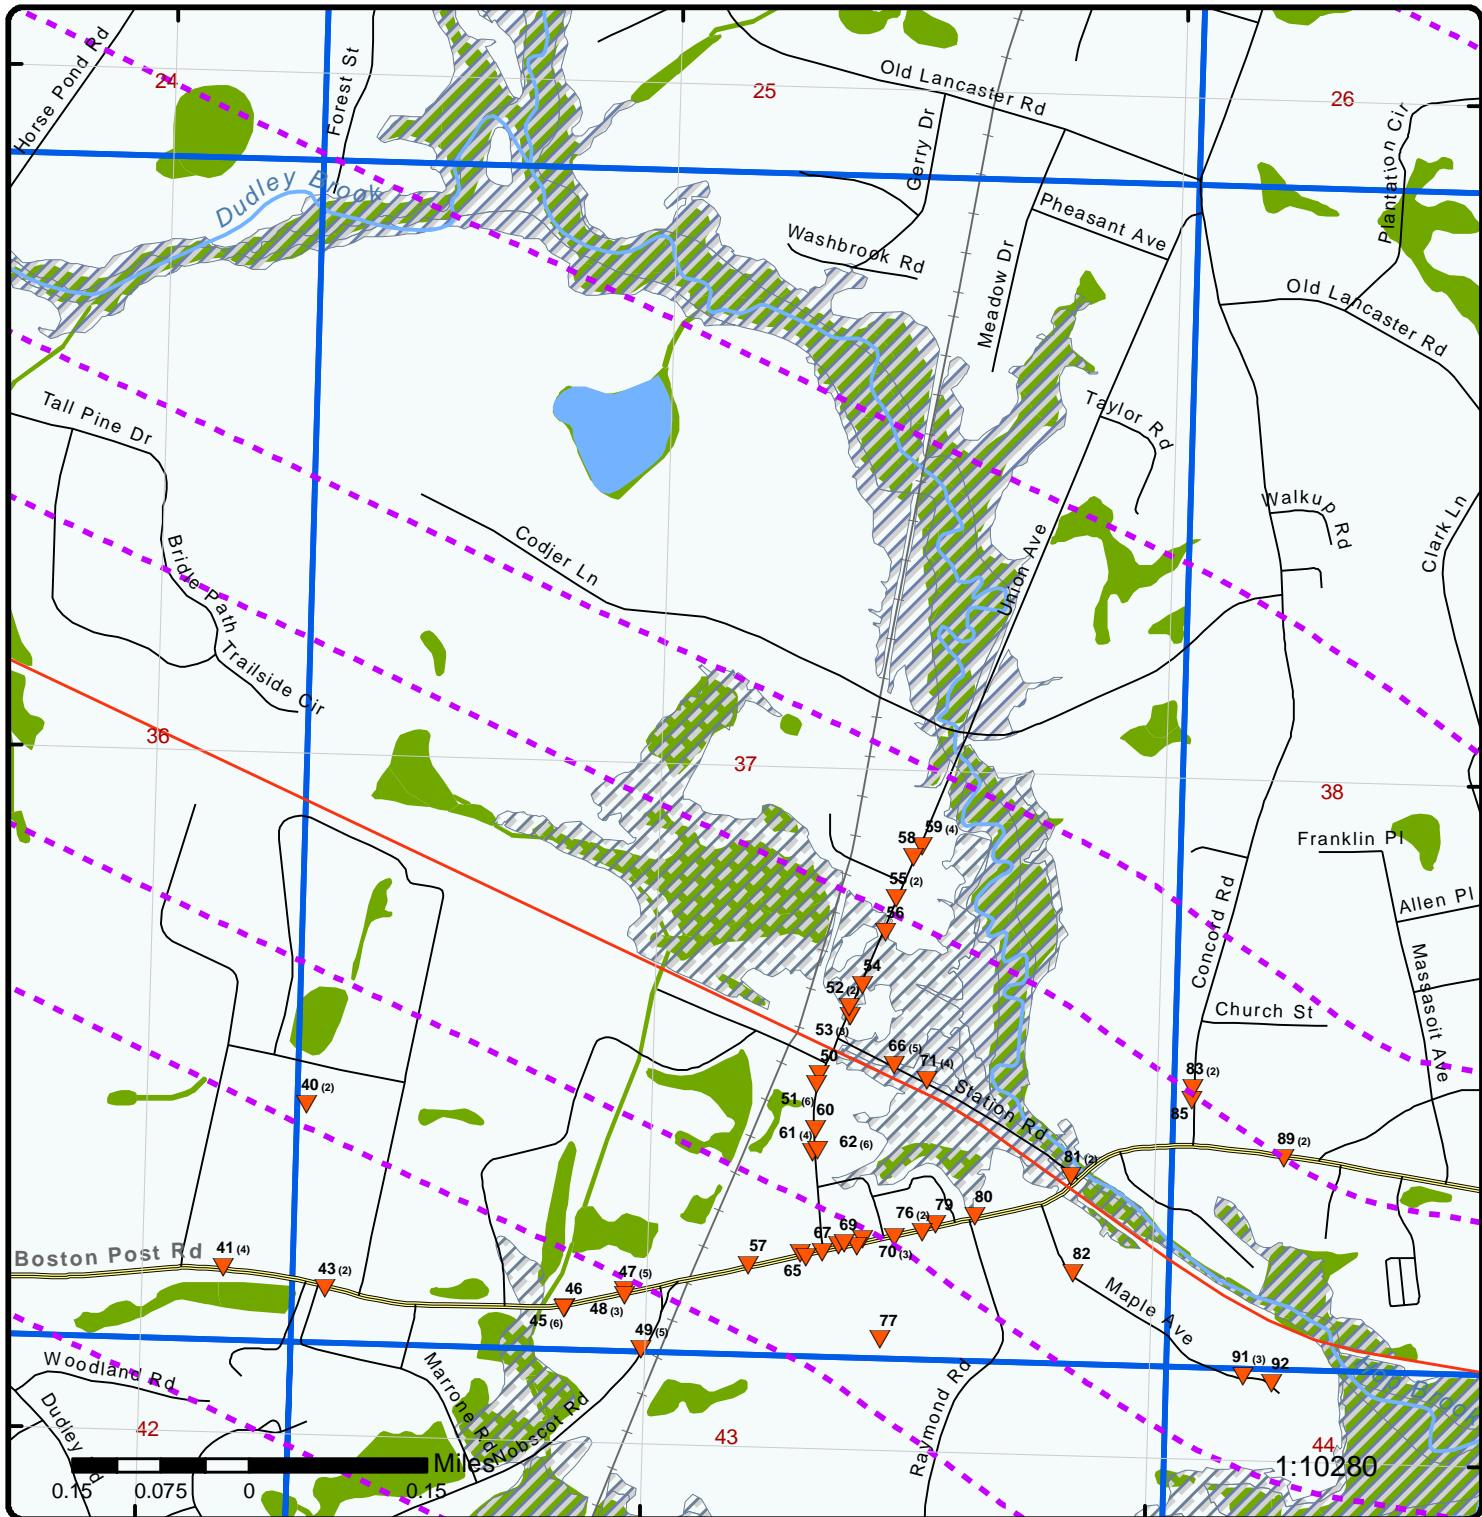 Horse Pond Rd
24
Forest St
25
Old Lancaster Rd
26
Gerry Dr
Plantation Cir
Dudley Brook
Pheasant Ave
Washbrook Rd
Meadow Dr
Old Lancaster Rd
Tall Pine Dr
Taylor Rd
Walkup Rd
Clark Ln
Codjer Ln
Union Ave
Bridle Path
Trailside Cir
36
37
38
59 (4)
58
Franklin Pl
55 (2)
Allen Pl
56
Concord Rd
Massasoit Ave
54
52 (2)
Church St
53 (3)
50
66 (5)
71 (4)
83 (2)
40 (2)
51 (6)
60
Station Rd
85
61 (4)
62 (6)
89 (2)
81 (2)
80
79
76 (2)
69
67
70 (3)
65
Boston Post Rd
41 (4)
57
82
43 (2)
46
47 (5)
48 (3)
45 (6)
Maple Ave
77
49 (5)
91 (3)
92
Woodland Rd
Marrone Rd
Raymond Rd
Brook
Dudley Rd
Nobscot Rd
42
43
44
Miles
1:10280
0.15
0.075
0
0.15